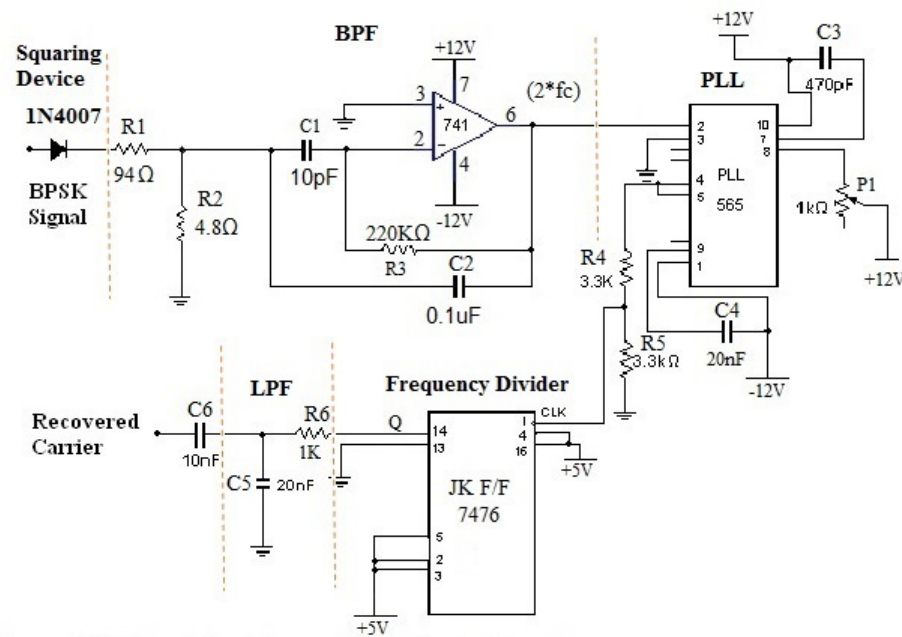 Squaring
Device
1N4007
BPSK
Signal
R1
94Ω
R2
4.8Ω
BPF
C1
10pF
+12V
7
3
+
2
-
741
6
4
-12V
(2*fc)
220KΩ
R3
C2
0.1uF
+12V
C3
470pF
PLL
2
3
4
5
9
1
10
7
8
PLL
565
P1
1kΩ
+12V
R4
3.3K
R5
3.3kΩ
C4
20nF
-12V
Recovered
Carrier
C6
10nF
LPF
C5
20nF
R6
1K
Frequency Divider
Q
14
13
1
CLK
4
16
+5V
JK F/F
7476
5
2
3
+5V